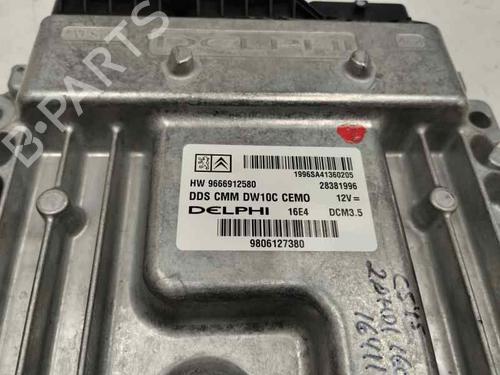 DELPHI
1996SA41360205
HW 9666912580 28381996
DDS CMM DW10C CEMO 12V =
DELPHI 16E4 DCM3.5
9806127380
B-PARTS